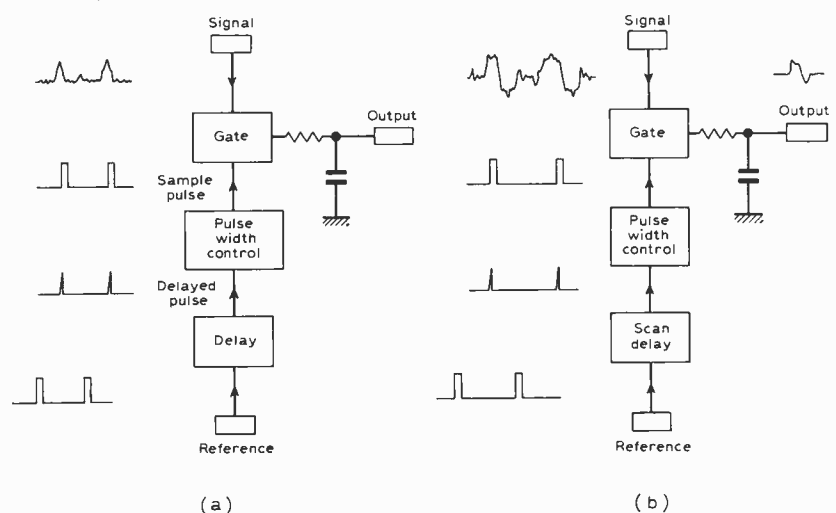 Signal
Gate
Output
Sample
pulse
Pulse
width
control
Delayed
pulse
Delay
Reference
(a)
Signal
Gate
Output
Pulse
width
control
Scan
delay
Reference
(b)